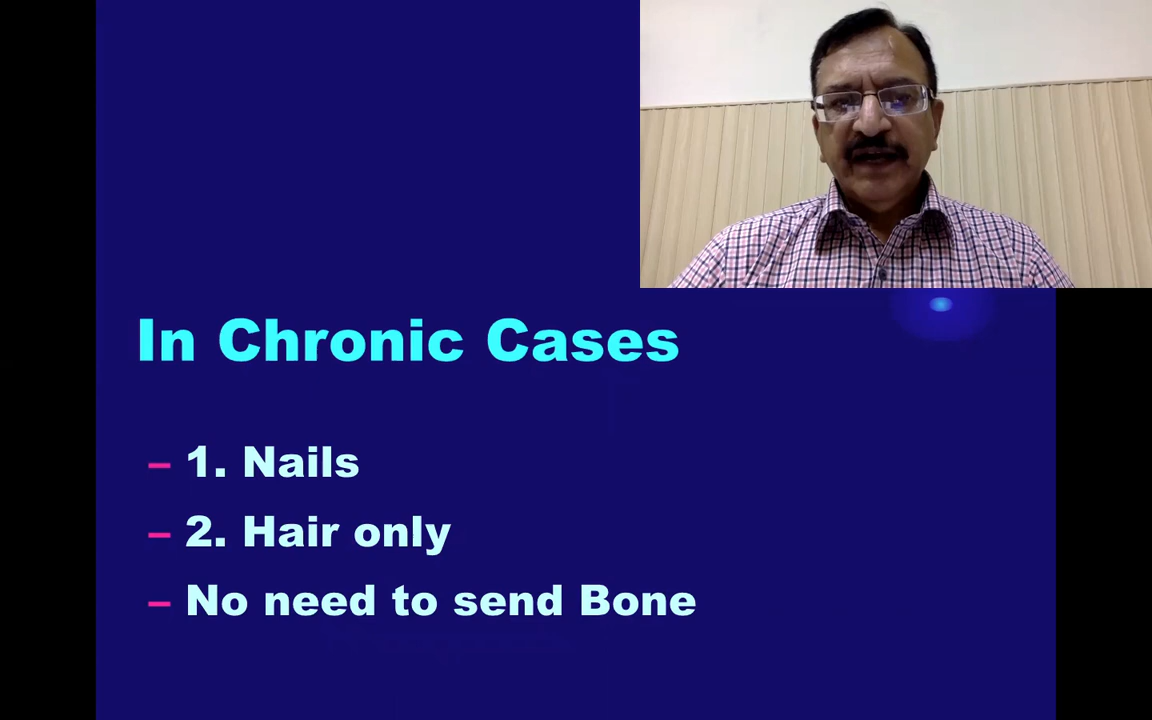 In Chronic Cases
– 1. Nails
– 2. Hair only
– No need to send Bone